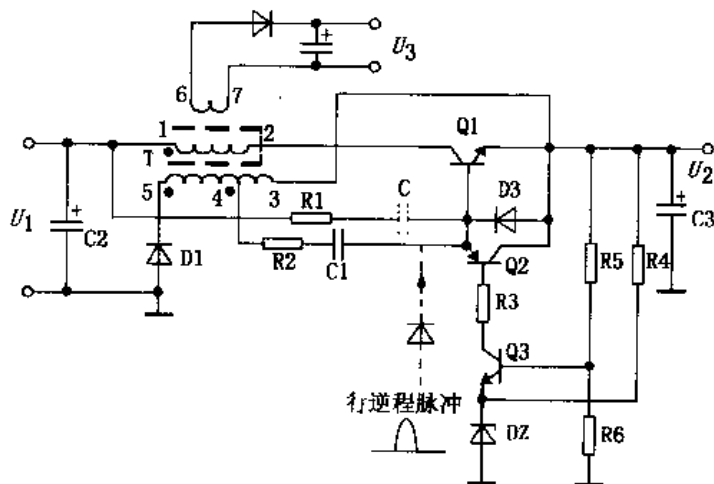 +
U3
6 7
1 2
T
Q1
U2
5 4 3
R1 C
D3
U1
+
C2
D1
R2 C1
Q2
+
C3
R5 R4
R3
Q3
行逆程脉冲
DZ
R6